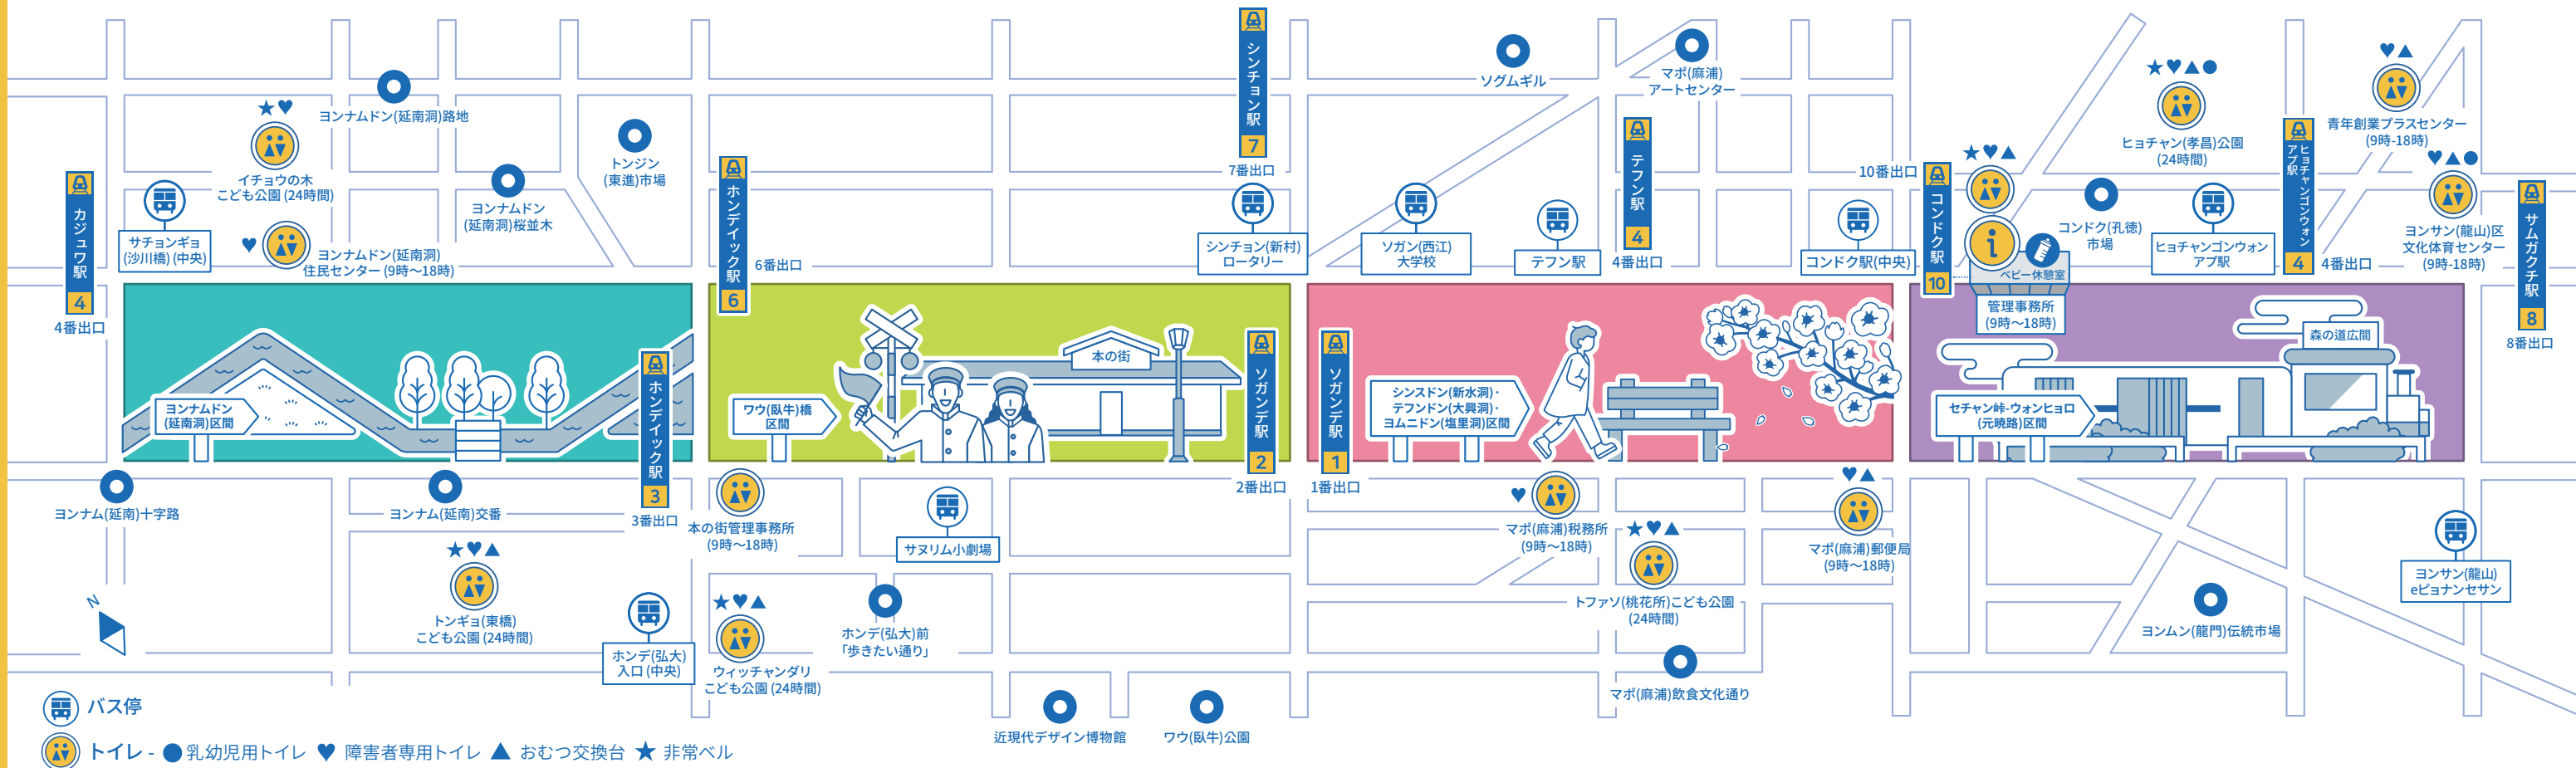 ヨンナムドン(延南洞)路地
イチョウの木
こども公園 (24時間)
トンジン
(東進)市場
ヨンナムドン
(延南洞)桜並木
サチョンギョ
(沙川橋) (中央)
ヨンナムドン(延南洞)
住民センター (9時〜18時)
カジュワ駅
4
4番出口
ホンデイック駅
6
6番出口
シンチョン駅
7
7番出口
シンチョン(新村)
ロータリー
ソグムギル
マポ(麻浦)
アートセンター
ソガン(西江)
大学校
テフン駅
テフン駅
4
4番出口
コンドク駅(中央)
10番出口
コンドク駅
10
ベビー休憩室
管理事務所
(9時〜18時)
ヒョチャン(孝昌)公園
(24時間)
コンドク(孔徳)
市場
ヒョチャンゴンウォン
アプ駅
ヒョチャンゴンウォン
アプ駅
4
4番出口
青年創業プラスセンター
(9時-18時)
ヨンサン(龍山)区
文化体育センター
(9時-18時)
サムガクチ駅
8
8番出口
ヨンナムドン
(延南洞)区間
ホンデイック駅
3
3番出口
ワウ(臥牛)橋
区間
本の街
ソガンデ駅
2
2番出口
ソガンデ駅
1
1番出口
シンスドン(新水洞)·
テフンドン(大興洞)·
ヨムニドン(塩里洞)区間
セチャン峠-ウォンヒョロ
(元暁路)区間
森の道広間
ヨンナム(延南)十字路
ヨンナム(延南)交番
トンギョ(東橋)
こども公園 (24時間)
本の街管理事務所
(9時〜18時)
サヌリム小劇場
ホンデ(弘大)
入口 (中央)
ウィッチャンダリ
こども公園 (24時間)
ホンデ(弘大)前
「歩きたい通り」
近現代デザイン博物館
ワウ(臥牛)公園
マポ(麻浦)税務所
(9時〜18時)
トファソ(桃花所)こども公園
(24時間)
マポ(麻浦)郵便局
(9時〜18時)
マポ(麻浦)飲食文化通り
ヨンムン(龍門)伝統市場
ヨンサン(龍山)
eピョナンセサン
N
バス停
トイレ - ●乳幼児用トイレ ♥ 障害者専用トイレ ▲ おむつ交換台 ★ 非常ベル